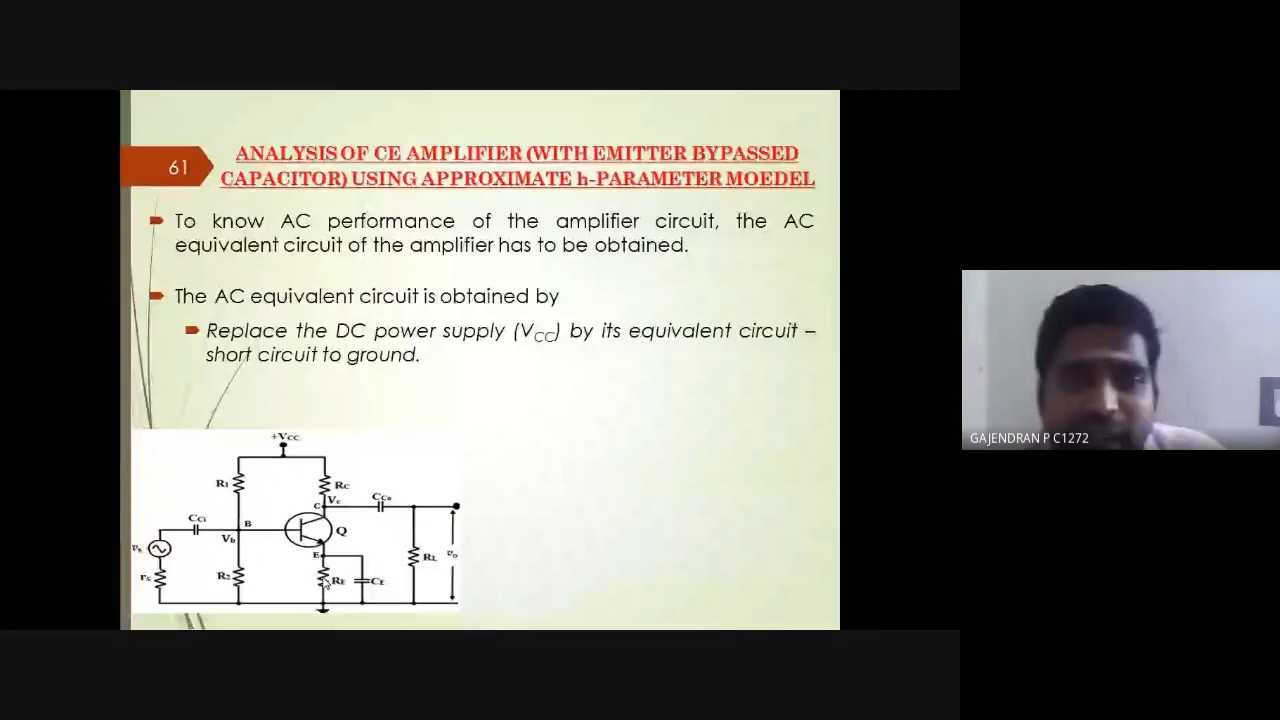 61
ANALYSIS OF CE AMPLIFIER (WITH EMITTER BYPASSED
CAPACITOR) USING APPROXIMATE h-PARAMETER MOEDEL
To know AC performance of the amplifier circuit, the AC
equivalent circuit of the amplifier has to be obtained.
The AC equivalent circuit is obtained by
Replace the DC power supply (VCC) by its equivalent circuit –
short circuit to ground.
+VCC
R1
RC
Vc
C
CCo
CCi
B
Vb
Q
E
vs
rs
R2
RE
CE
RL
vo
GAJENDRAN P C1272